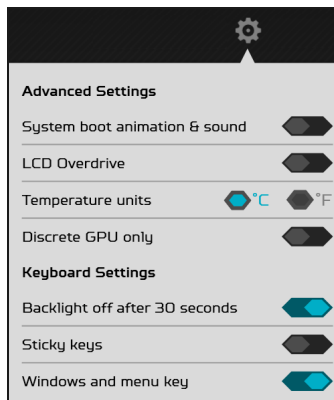 Advanced Settings
System boot animation & sound
LCD Overdrive
Temperature units °C °F
Discrete GPU only
Keyboard Settings
Backlight off after 30 seconds
Sticky keys
Windows and menu key